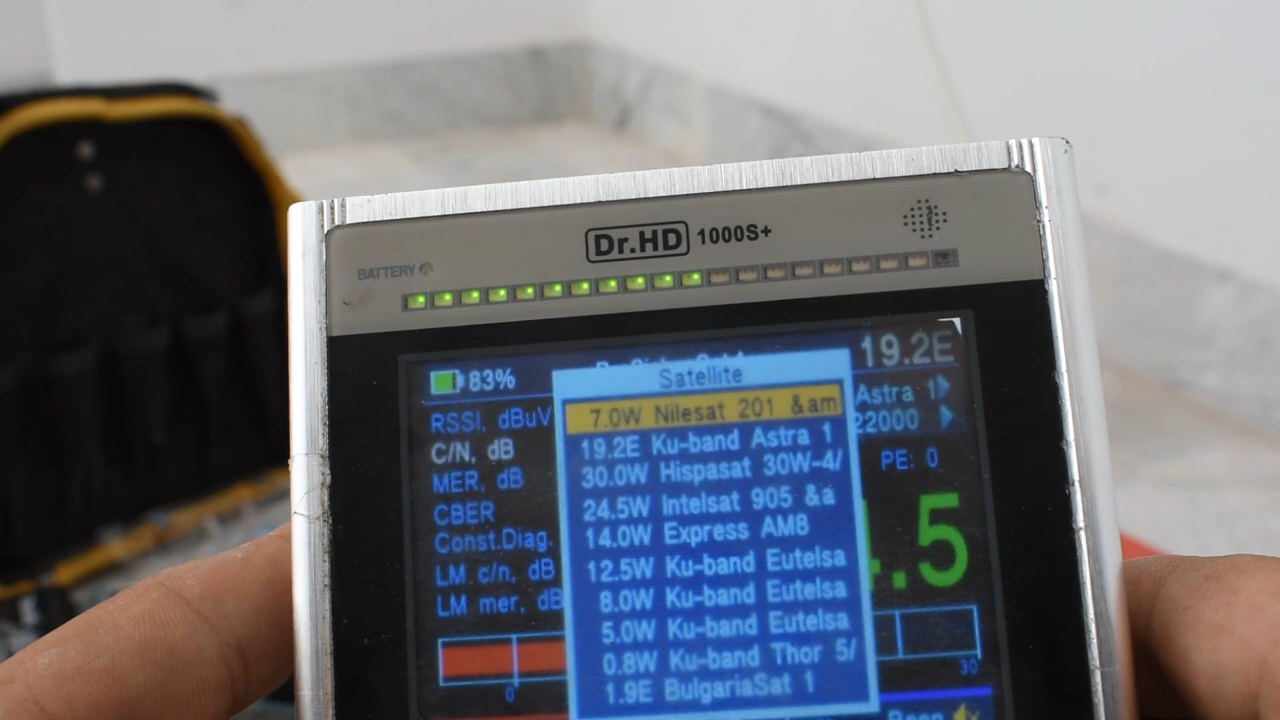 Dr.HD 1000S+
BATTERY
83%
19.2E
Satellite
7.0W Nilesat 201 &am
19.2E Ku-band Astra 1
30.0W Hispasat 30W-4/
24.5W Intelsat 905 &a
14.0W Express AM8
12.5W Ku-band Eutelsa
8.0W Ku-band Eutelsa
5.0W Ku-band Eutelsa
0.8W Ku-band Thor 5/
1.9E BulgariaSat 1
RSSI, dBuV
C/N, dB
MER, dB
CBER
Const.Diag.
LM c/n, dB
LM mer, dB
Astra 1
22000
PE: 0
.5
0
30
Beep